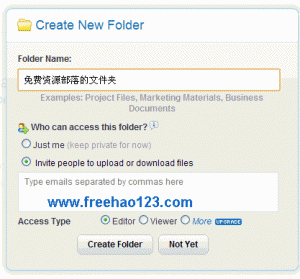 Create New Folder
Folder Name:
免费资源部落的文件夹
Examples: Project Files, Marketing Materials, Business
Documents
Who can access this folder?
Just me (keep private for now)
Invite people to upload or download files
Type emails separated by commas here
www.freehao123.com
Access Type Editor Viewer More UPGRADE
Create Folder Not Yet